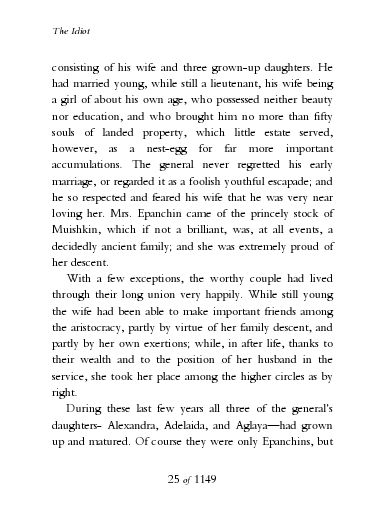 The Idiot
consisting of his wife and three grown-up daughters. He
had married young, while still a lieutenant, his wife being
a girl of about his own age, who possessed neither beauty
nor education, and who brought him no more than fifty
souls of landed property, which little estate served,
however, as a nest-egg for far more important
accumulations. The general never regretted his early
marriage, or regarded it as a foolish youthful escapade; and
he so respected and feared his wife that he was very near
loving her. Mrs. Epanchin came of the princely stock of
Muishkin, which if not a brilliant, was, at all events, a
decidedly ancient family; and she was extremely proud of
her descent.
With a few exceptions, the worthy couple had lived
through their long union very happily. While still young
the wife had been able to make important friends among
the aristocracy, partly by virtue of her family descent, and
partly by her own exertions; while, in after life, thanks to
their wealth and to the position of her husband in the
service, she took her place among the higher circles as by
right.
During these last few years all three of the general's
daughters- Alexandra, Adelaida, and Aglaya—had grown
up and matured. Of course they were only Epanchins, but
25 of 1149